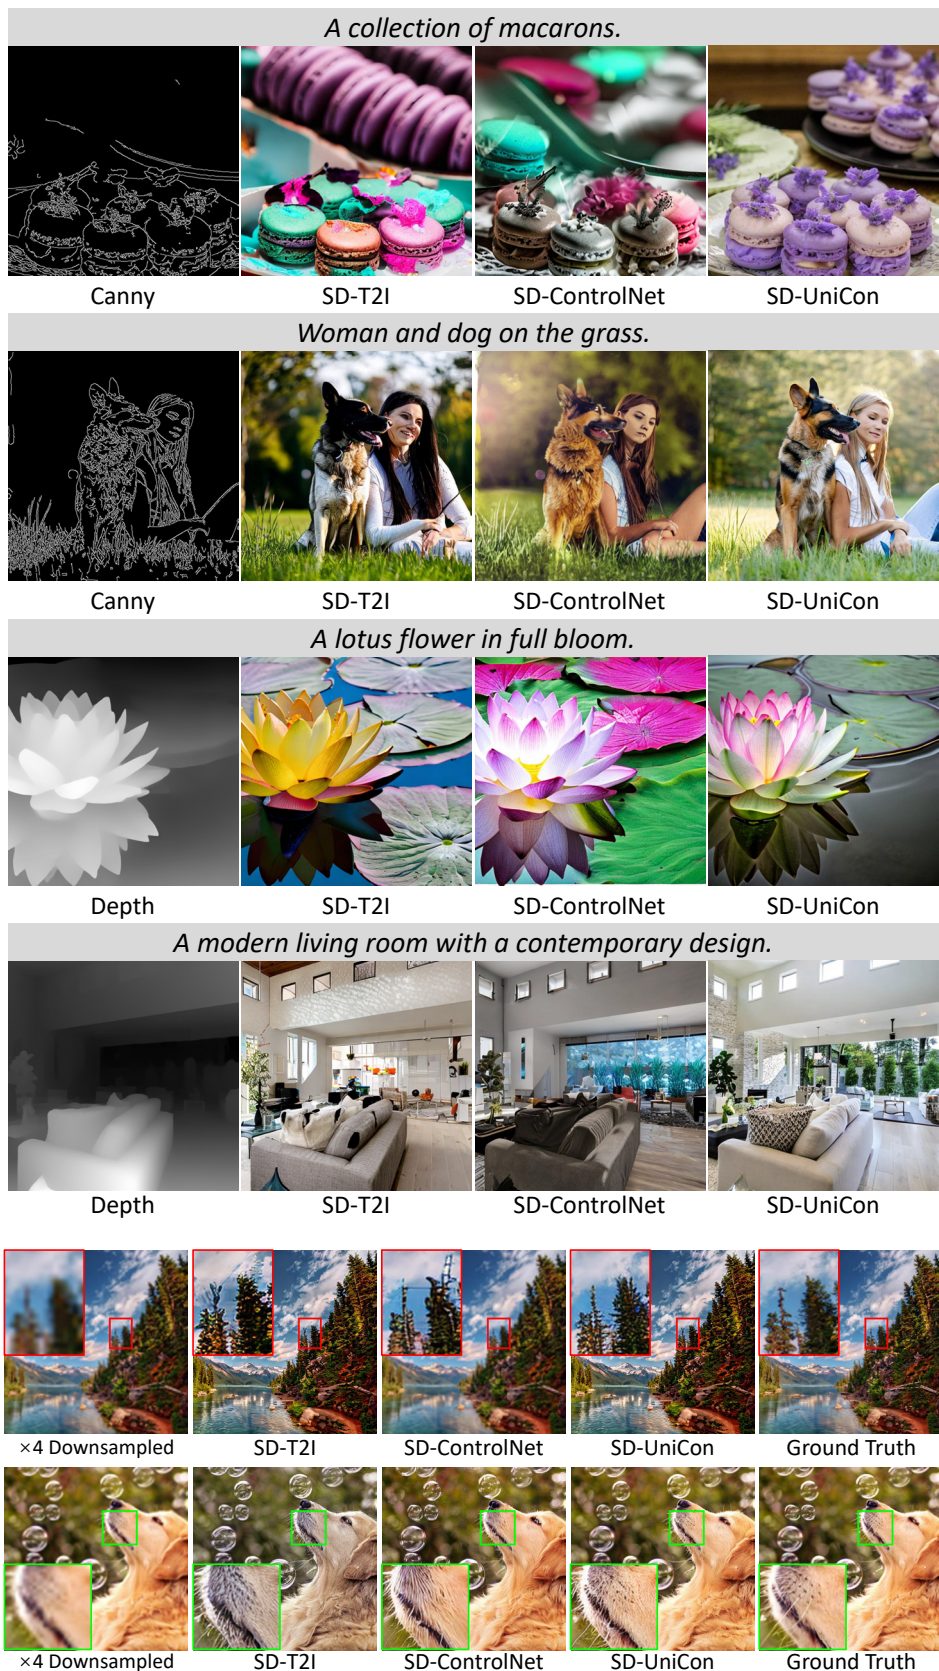 A collection of macarons.
Canny SD-T2I SD-ControlNet SD-UniCon
Woman and dog on the grass.
Canny SD-T2I SD-ControlNet SD-UniCon
A lotus flower in full bloom.
Depth SD-T2I SD-ControlNet SD-UniCon
A modern living room with a contemporary design.
Depth SD-T2I SD-ControlNet SD-UniCon
×4 Downsampled SD-T2I SD-ControlNet SD-UniCon Ground Truth
×4 Downsampled SD-T2I SD-ControlNet SD-UniCon Ground Truth